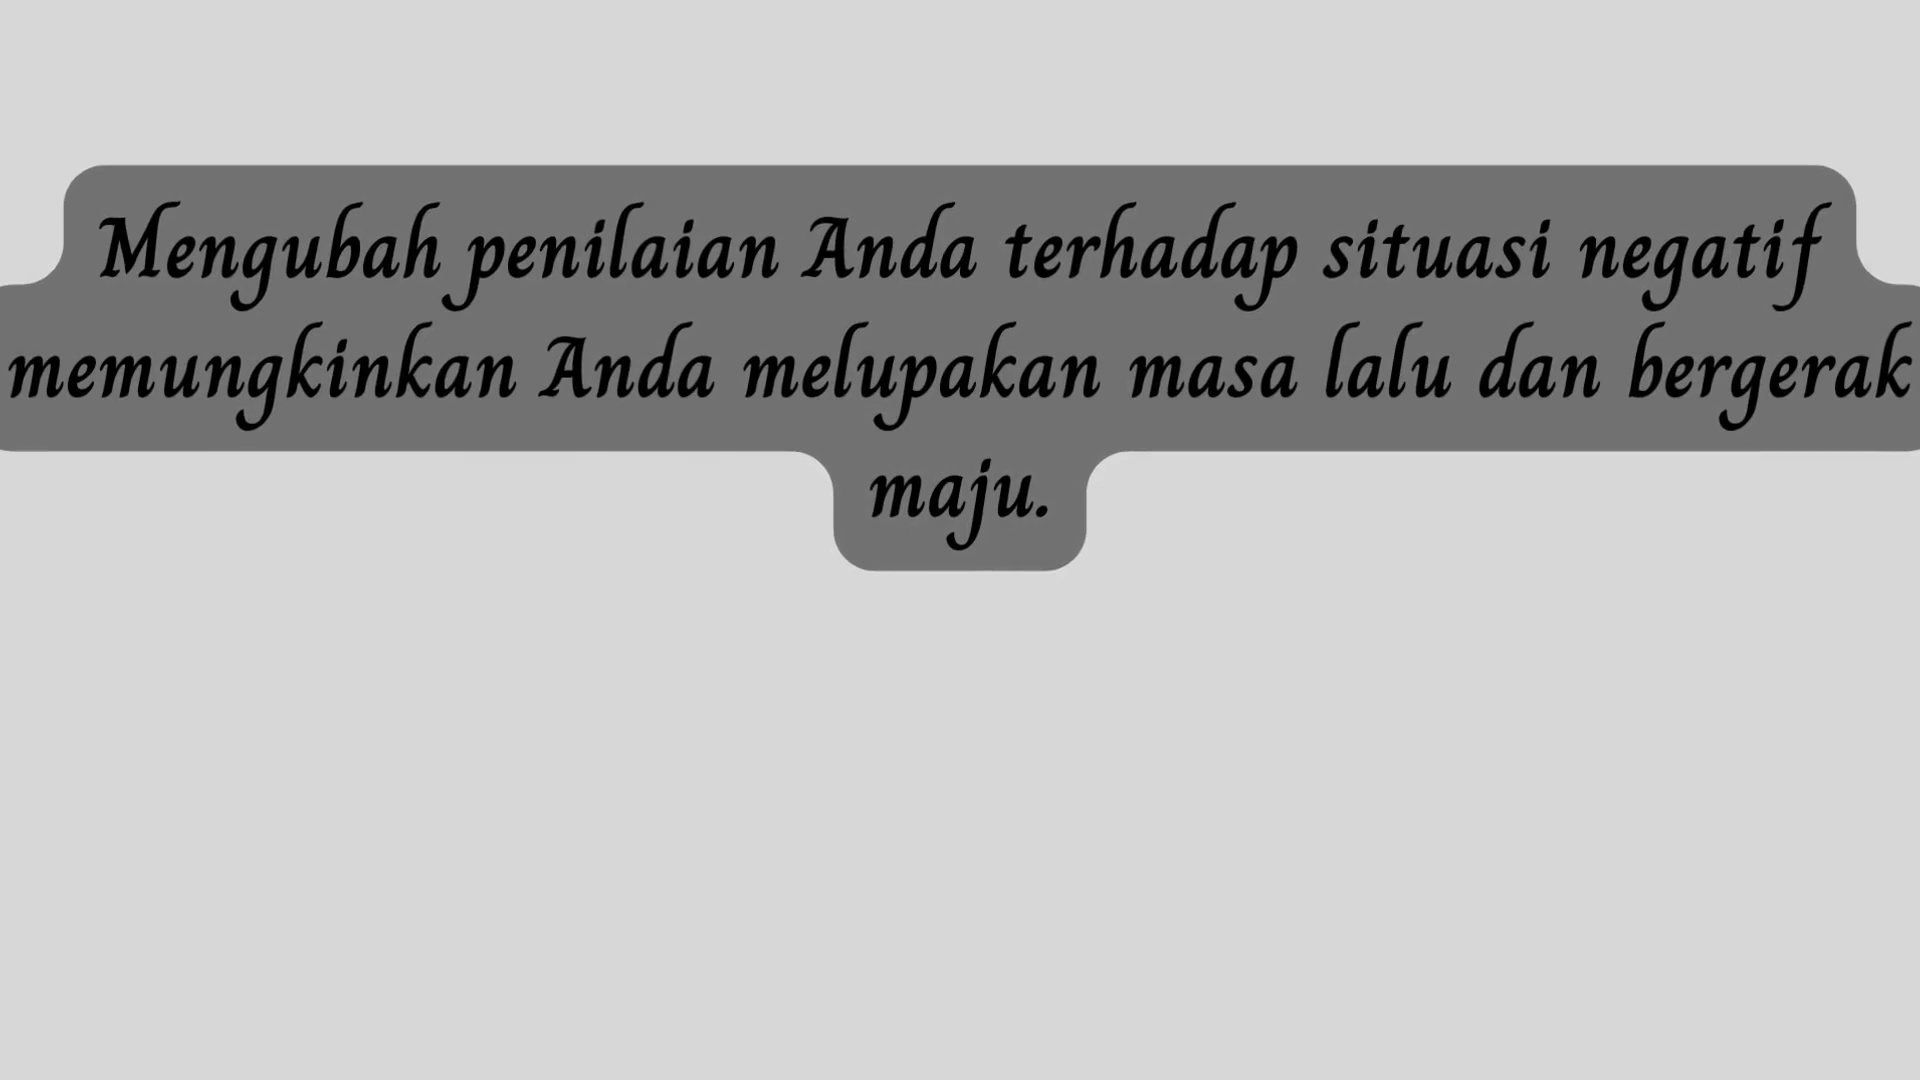 Mengubah penilaian Anda terhadap situasi negatif
memungkinkan Anda melupakan masa lalu dan bergerak
maju.